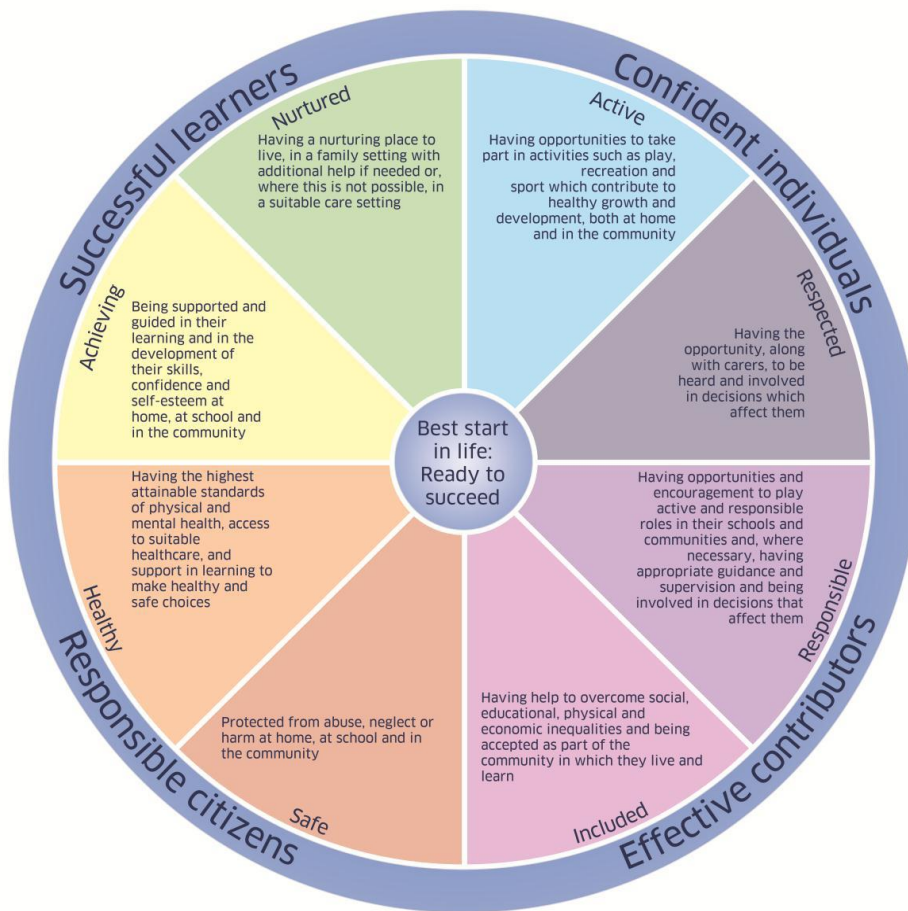 Successful learners
Confident individuals
Nurtured
Having a nurturing place to
live, in a family setting with
additional help if needed or,
where this is not possible, in
a suitable care setting
Active
Having opportunities to take
part in activities such as play,
recreation and
sport which contribute to
healthy growth and
development, both at home
and in the community
Achieving
Being supported and
guided in their
learning and in the
development of
their skills,
confidence and
self-esteem at
home, at school and
in the community
Respected
Having the
opportunity, along
with carers, to be
heard and involved
in decisions which
affect them
Best start
in life:
Ready to
succeed
Healthy
Having the highest
attainable standards
of physical and
mental health, access
to suitable
healthcare, and
support in learning to
make healthy and
safe choices
Responsible
Having opportunities and
encouragement to play
active and responsible
roles in their schools and
communities and, where
necessary, having
appropriate guidance and
supervision and being
involved in decisions that
affect them
Protected from abuse, neglect or
harm at home, at school and in
the community
Safe
Having help to overcome social,
educational, physical and
economic inequalities and being
accepted as part of the
community in which they live and
learn
Included
Responsible citizens
Effective contributors